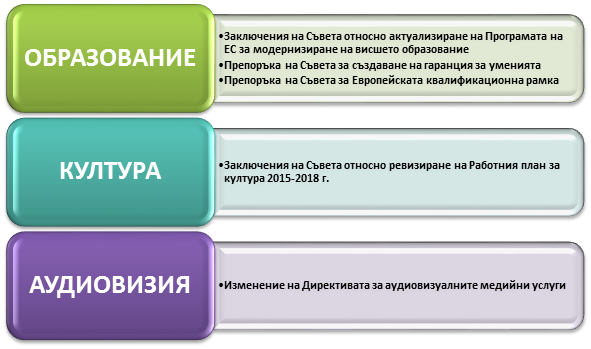 ОБРАЗОВАНИЕ
•Заключения на Съвета относно актуализиране на Програмата на
ЕС за модернизиране на висшето образование
•Препоръка на Съвета за създаване на гаранция за уменията
•Препоръка на Съвета за Европейската квалификационна рамка
КУЛТУРА
•Заключения на Съвета относно ревизиране на Работния план за
култура 2015-2018 г.
АУДИОВИЗИЯ
•Изменение на Директивата за аудиовизуалните медийни услуги